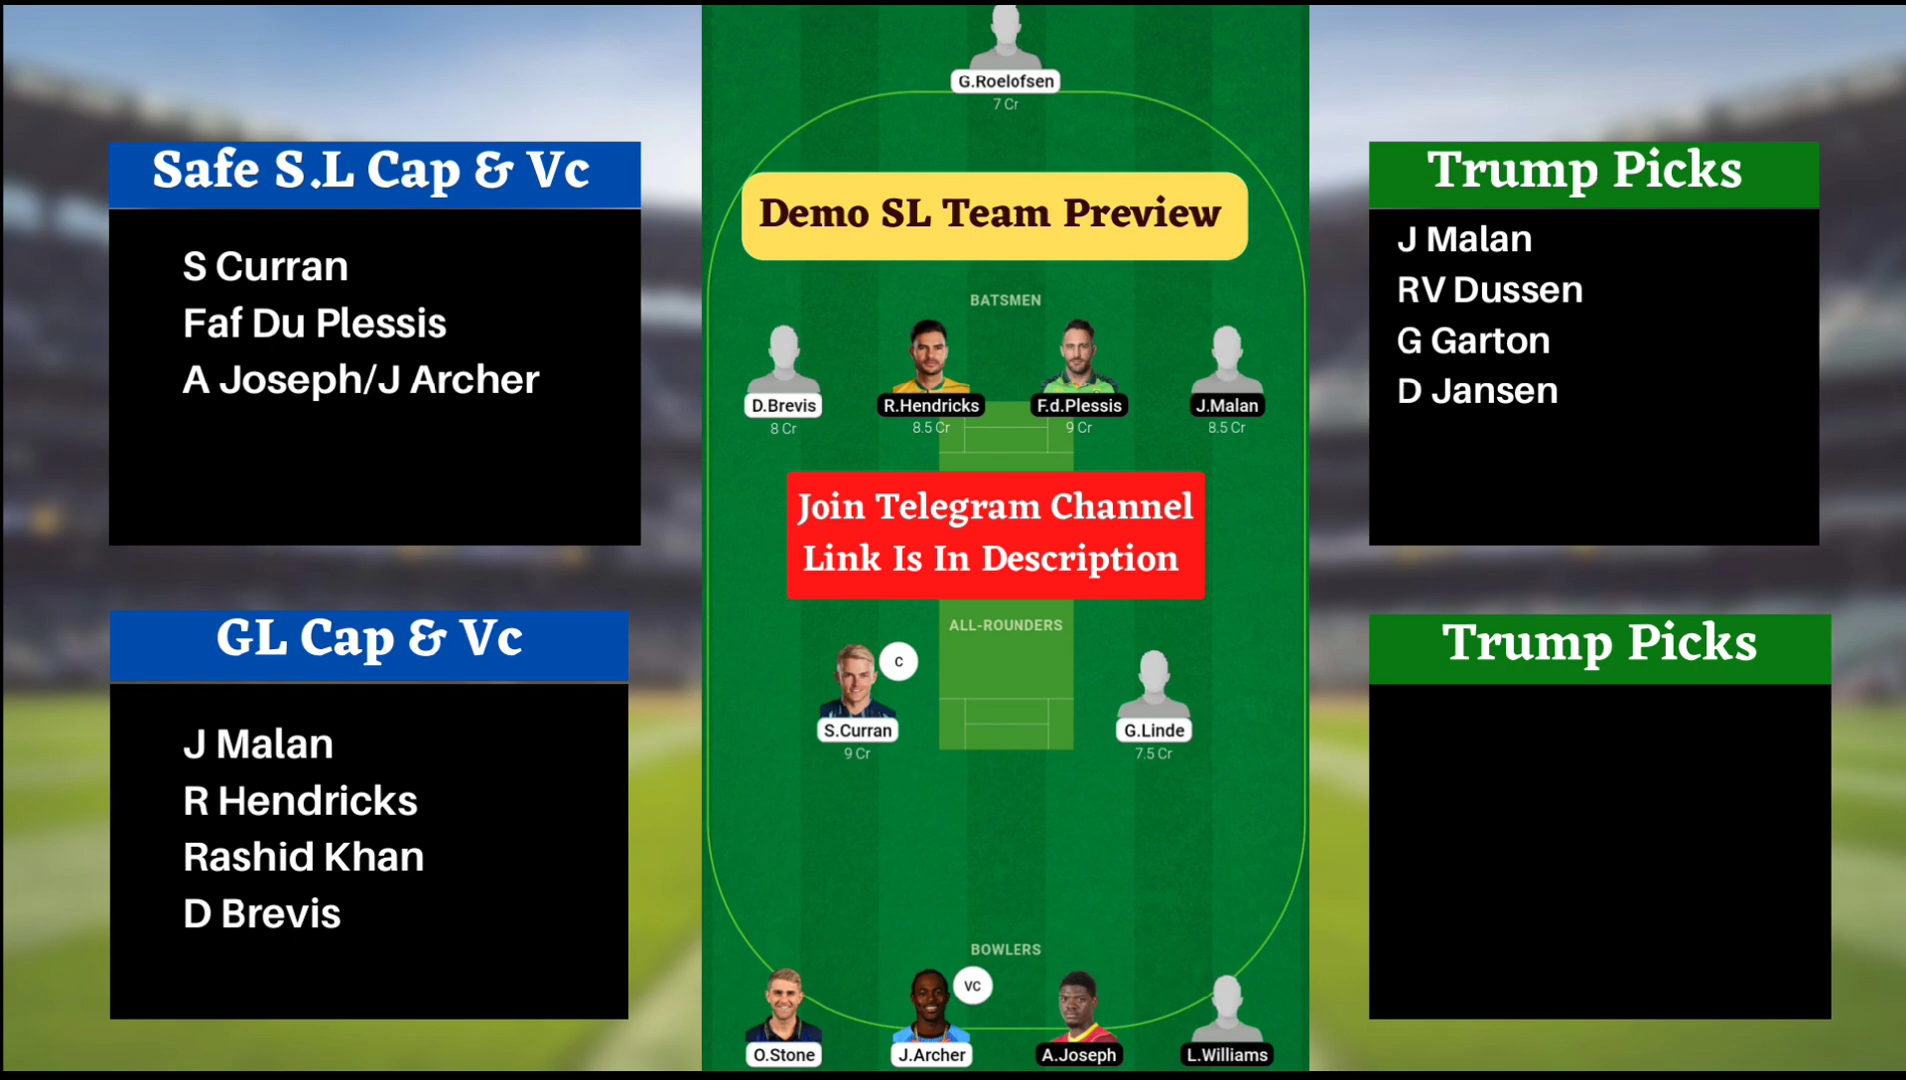 Safe S.L Cap & Vc
S Curran
Faf Du Plessis
A Joseph/J Archer
GL Cap & Vc
J Malan
R Hendricks
Rashid Khan
D Brevis
G.Roelofsen
7 Cr
Demo SL Team Preview
BATSMEN
D.Brevis R.Hendricks F.d.Plessis J.Malan
8 Cr 8.5 Cr 9 Cr 8.5 Cr
Join Telegram Channel
Link Is In Description
ALL-ROUNDERS
C
S.Curran G.Linde
9 Cr 7.5 Cr
BOWLERS
VC
O.Stone J.Archer A.Joseph L.Williams
Trump Picks
J Malan
RV Dussen
G Garton
D Jansen
Trump Picks